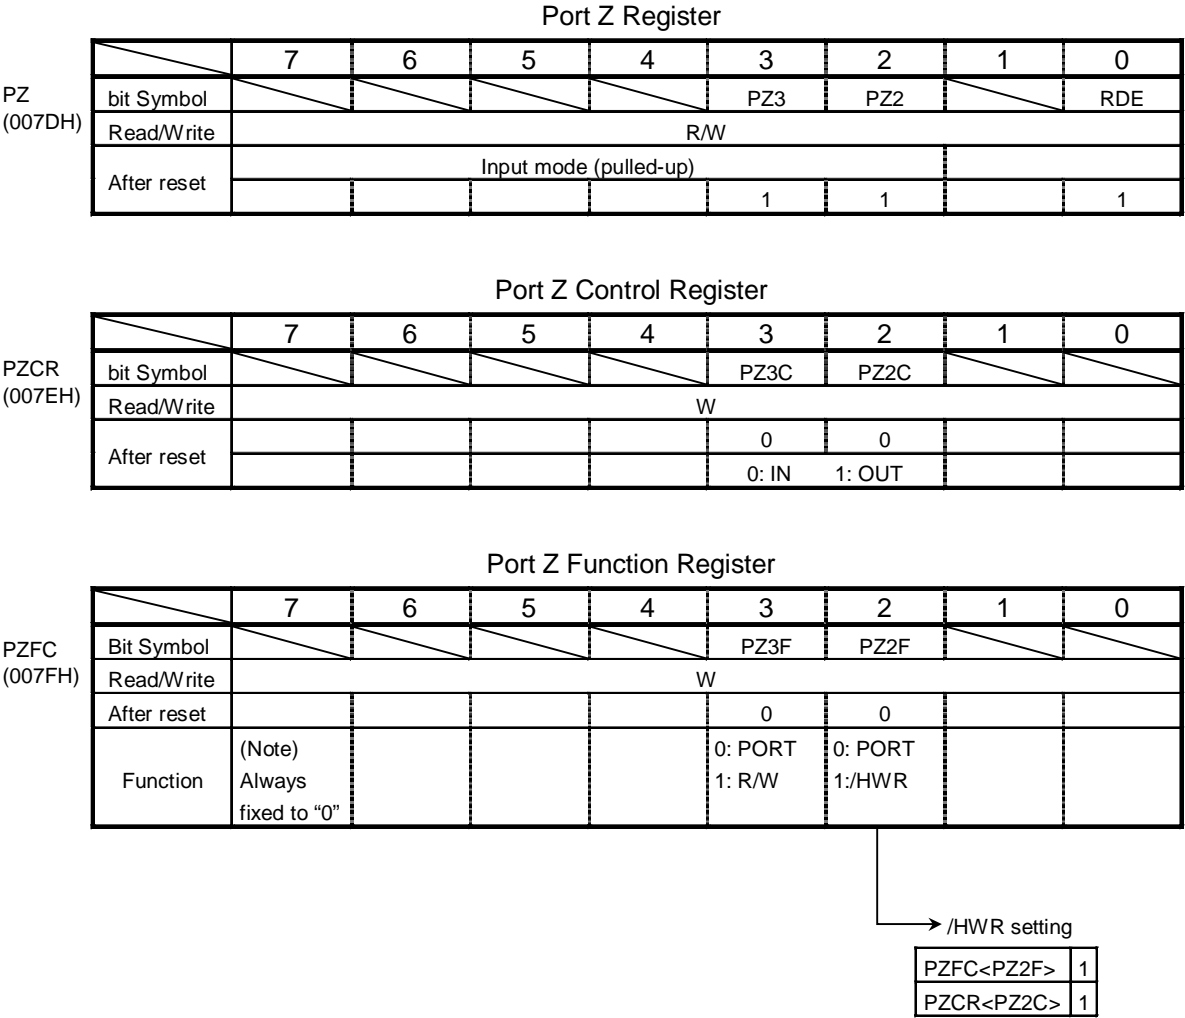 Port Z Register
7 6 5 4 3 2 1 0
PZ
(007DH)
bit Symbol PZ3 PZ2 RDE
Read/Write R/W
After reset Input mode (pulled-up)
1 1 1
Port Z Control Register
7 6 5 4 3 2 1 0
PZCR
(007EH)
bit Symbol PZ3C PZ2C
Read/Write W
After reset 0 0
0: IN 1: OUT
Port Z Function Register
7 6 5 4 3 2 1 0
PZFC
(007FH)
Bit Symbol PZ3F PZ2F
Read/Write W
After reset 0 0
Function (Note) 0: PORT 0: PORT
Always 1: R/W 1:/HWR
fixed to “0”
/HWR setting
PZFC<PZ2F> 1
PZCR<PZ2C> 1